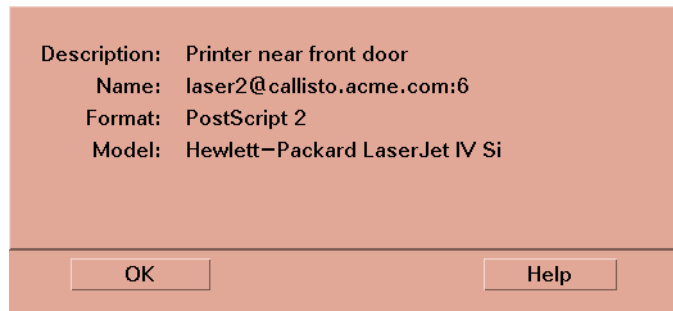 Description: Printer near front door
Name: laser2@callisto.acme.com:6
Format: PostScript 2
Model: Hewlett-Packard LaserJet IV Si
OK Help